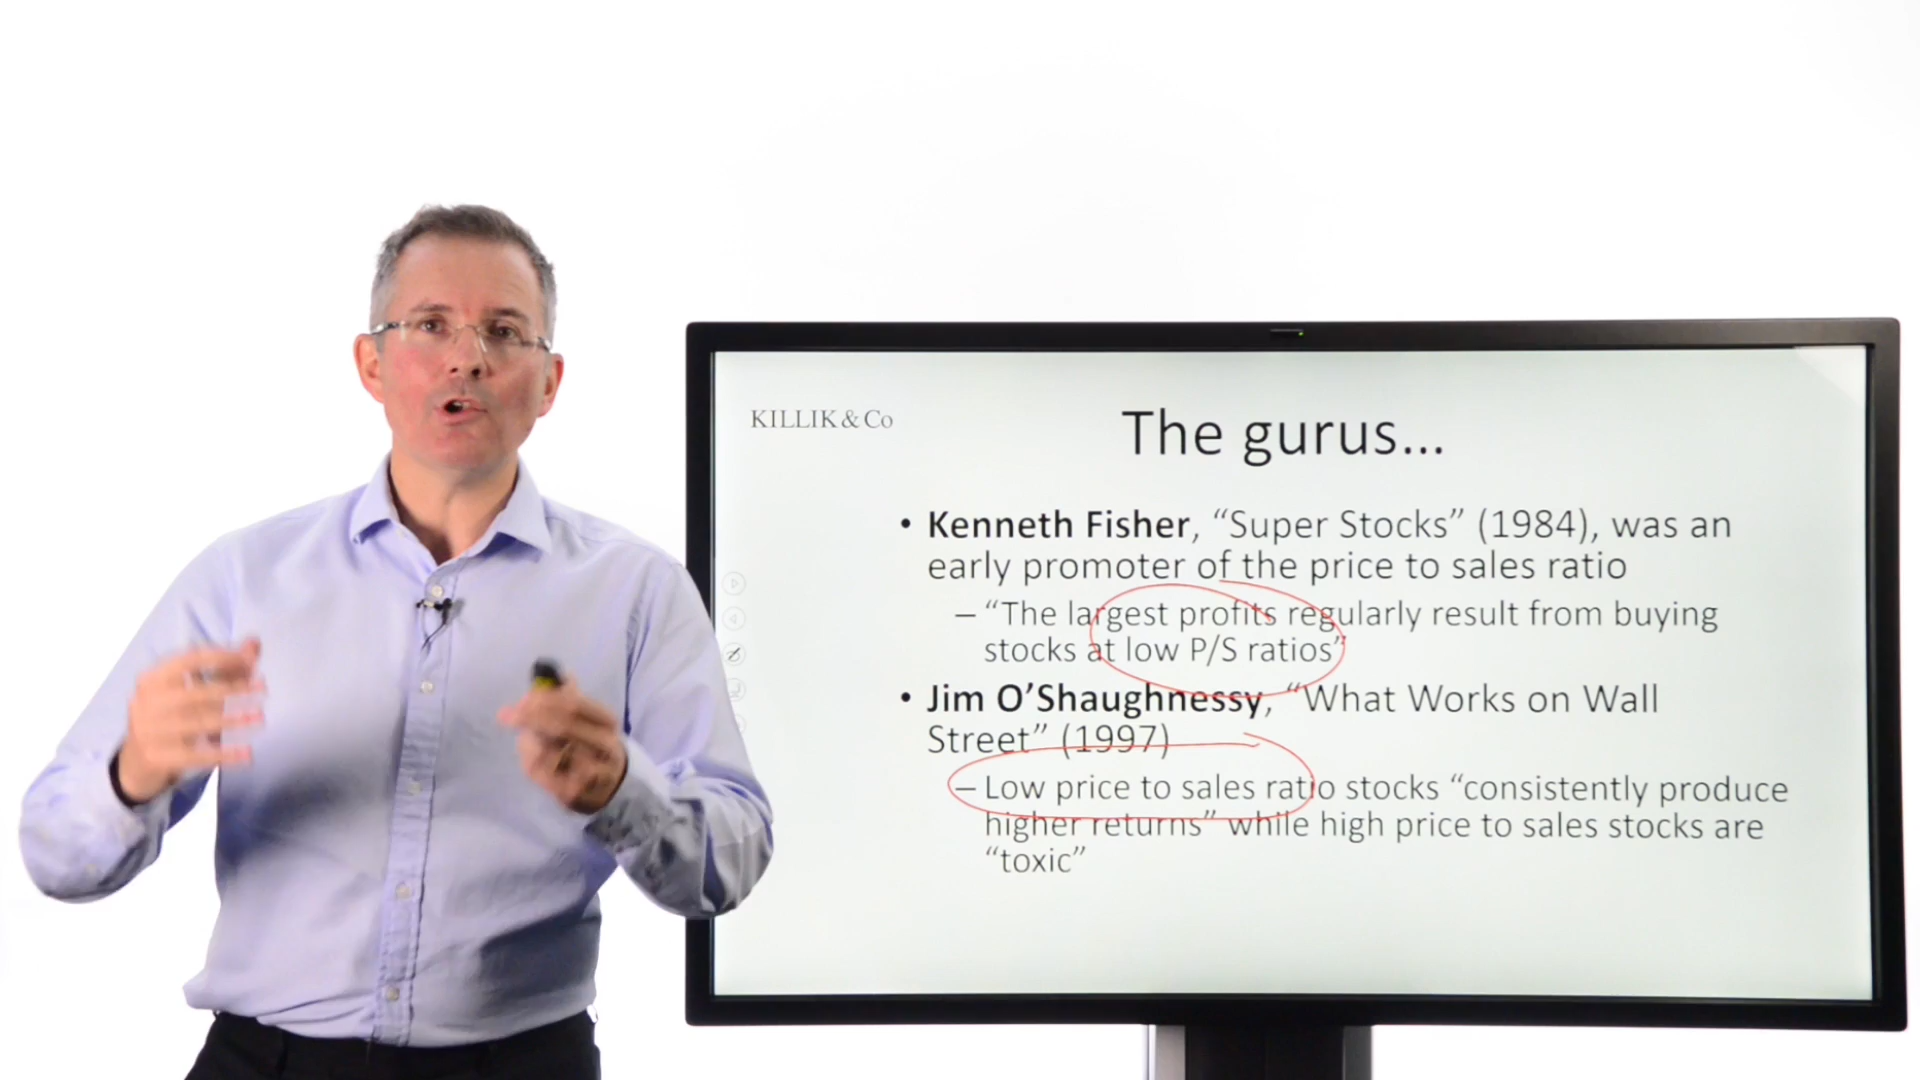 KILLIK & Co
The gurus...
• Kenneth Fisher, “Super Stocks” (1984), was an
early promoter of the price to sales ratio
– “The largest profits regularly result from buying
stocks at low P/S ratios”
• Jim O’Shaughnessy, “What Works on Wall
Street” (1997)
– Low price to sales ratio stocks “consistently produce
higher returns” while high price to sales stocks are
“toxic”